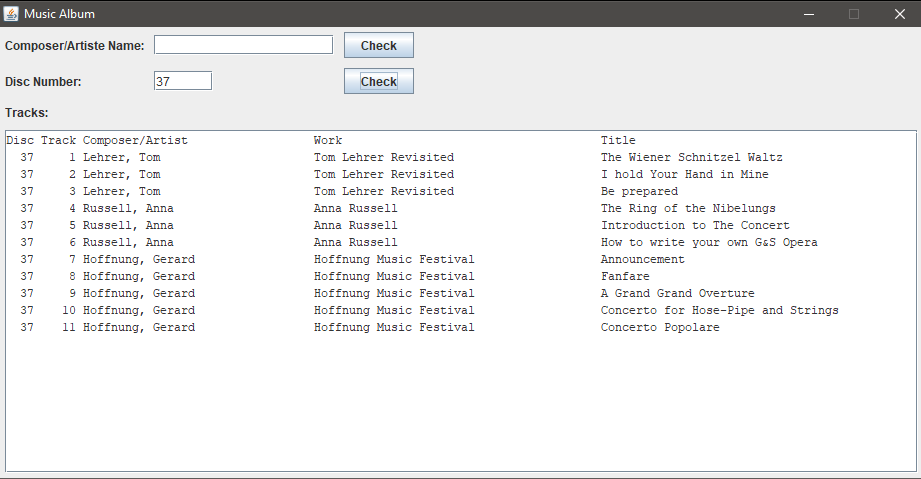 Music Album
Composer/Artiste Name: Check
Disc Number: 37 Check
Tracks:
Disc Track Composer/Artist Work Title
37 1 Lehrer, Tom Tom Lehrer Revisited The Wiener Schnitzel Waltz
37 2 Lehrer, Tom Tom Lehrer Revisited I hold Your Hand in Mine
37 3 Lehrer, Tom Tom Lehrer Revisited Be prepared
37 4 Russell, Anna Anna Russell The Ring of the Nibelungs
37 5 Russell, Anna Anna Russell Introduction to The Concert
37 6 Russell, Anna Anna Russell How to write your own G&S Opera
37 7 Hoffnung, Gerard Hoffnung Music Festival Announcement
37 8 Hoffnung, Gerard Hoffnung Music Festival Fanfare
37 9 Hoffnung, Gerard Hoffnung Music Festival A Grand Grand Overture
37 10 Hoffnung, Gerard Hoffnung Music Festival Concerto for Hose-Pipe and Strings
37 11 Hoffnung, Gerard Hoffnung Music Festival Concerto Popolare